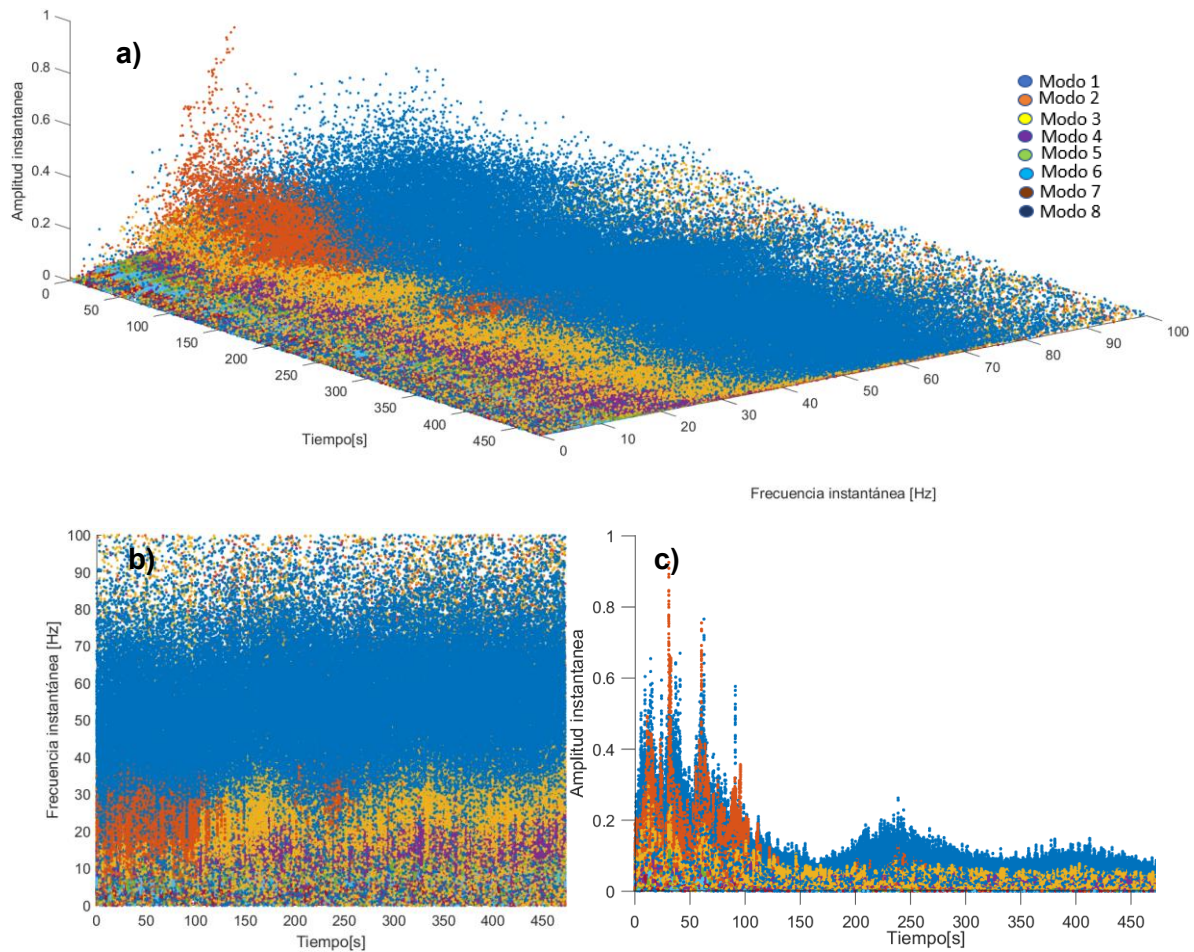 a)
Amplitud instantanea
1
0.8
0.6
0.4
0.2
0
0
50
100
150
200
250
300
350
400
450
Tiempo[s]
0
10
20
30
40
50
60
70
80
90
100
Frecuencia instantánea [Hz]
Modo 1
Modo 2
Modo 3
Modo 4
Modo 5
Modo 6
Modo 7
Modo 8
b)
Frecuencia instantánea [Hz]
100
90
80
70
60
50
40
30
20
10
0
0 50 100 150 200 250 300 350 400 450
Tiempo[s]
c)
Amplitud instantanea
1
0.8
0.6
0.4
0.2
0
0 50 100 150 200 250 300 350 400 450
Tiempo[s]